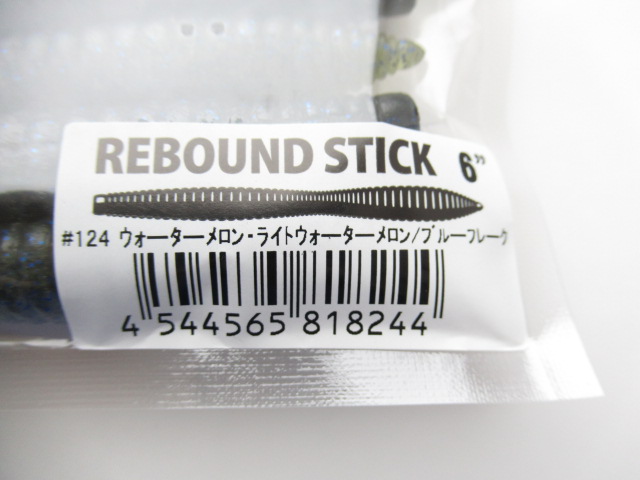 REBOUND STICK 6"
#124 ウォーターメロン・ライトウォーターメロン/ブルーフレーク
4 544565 818244